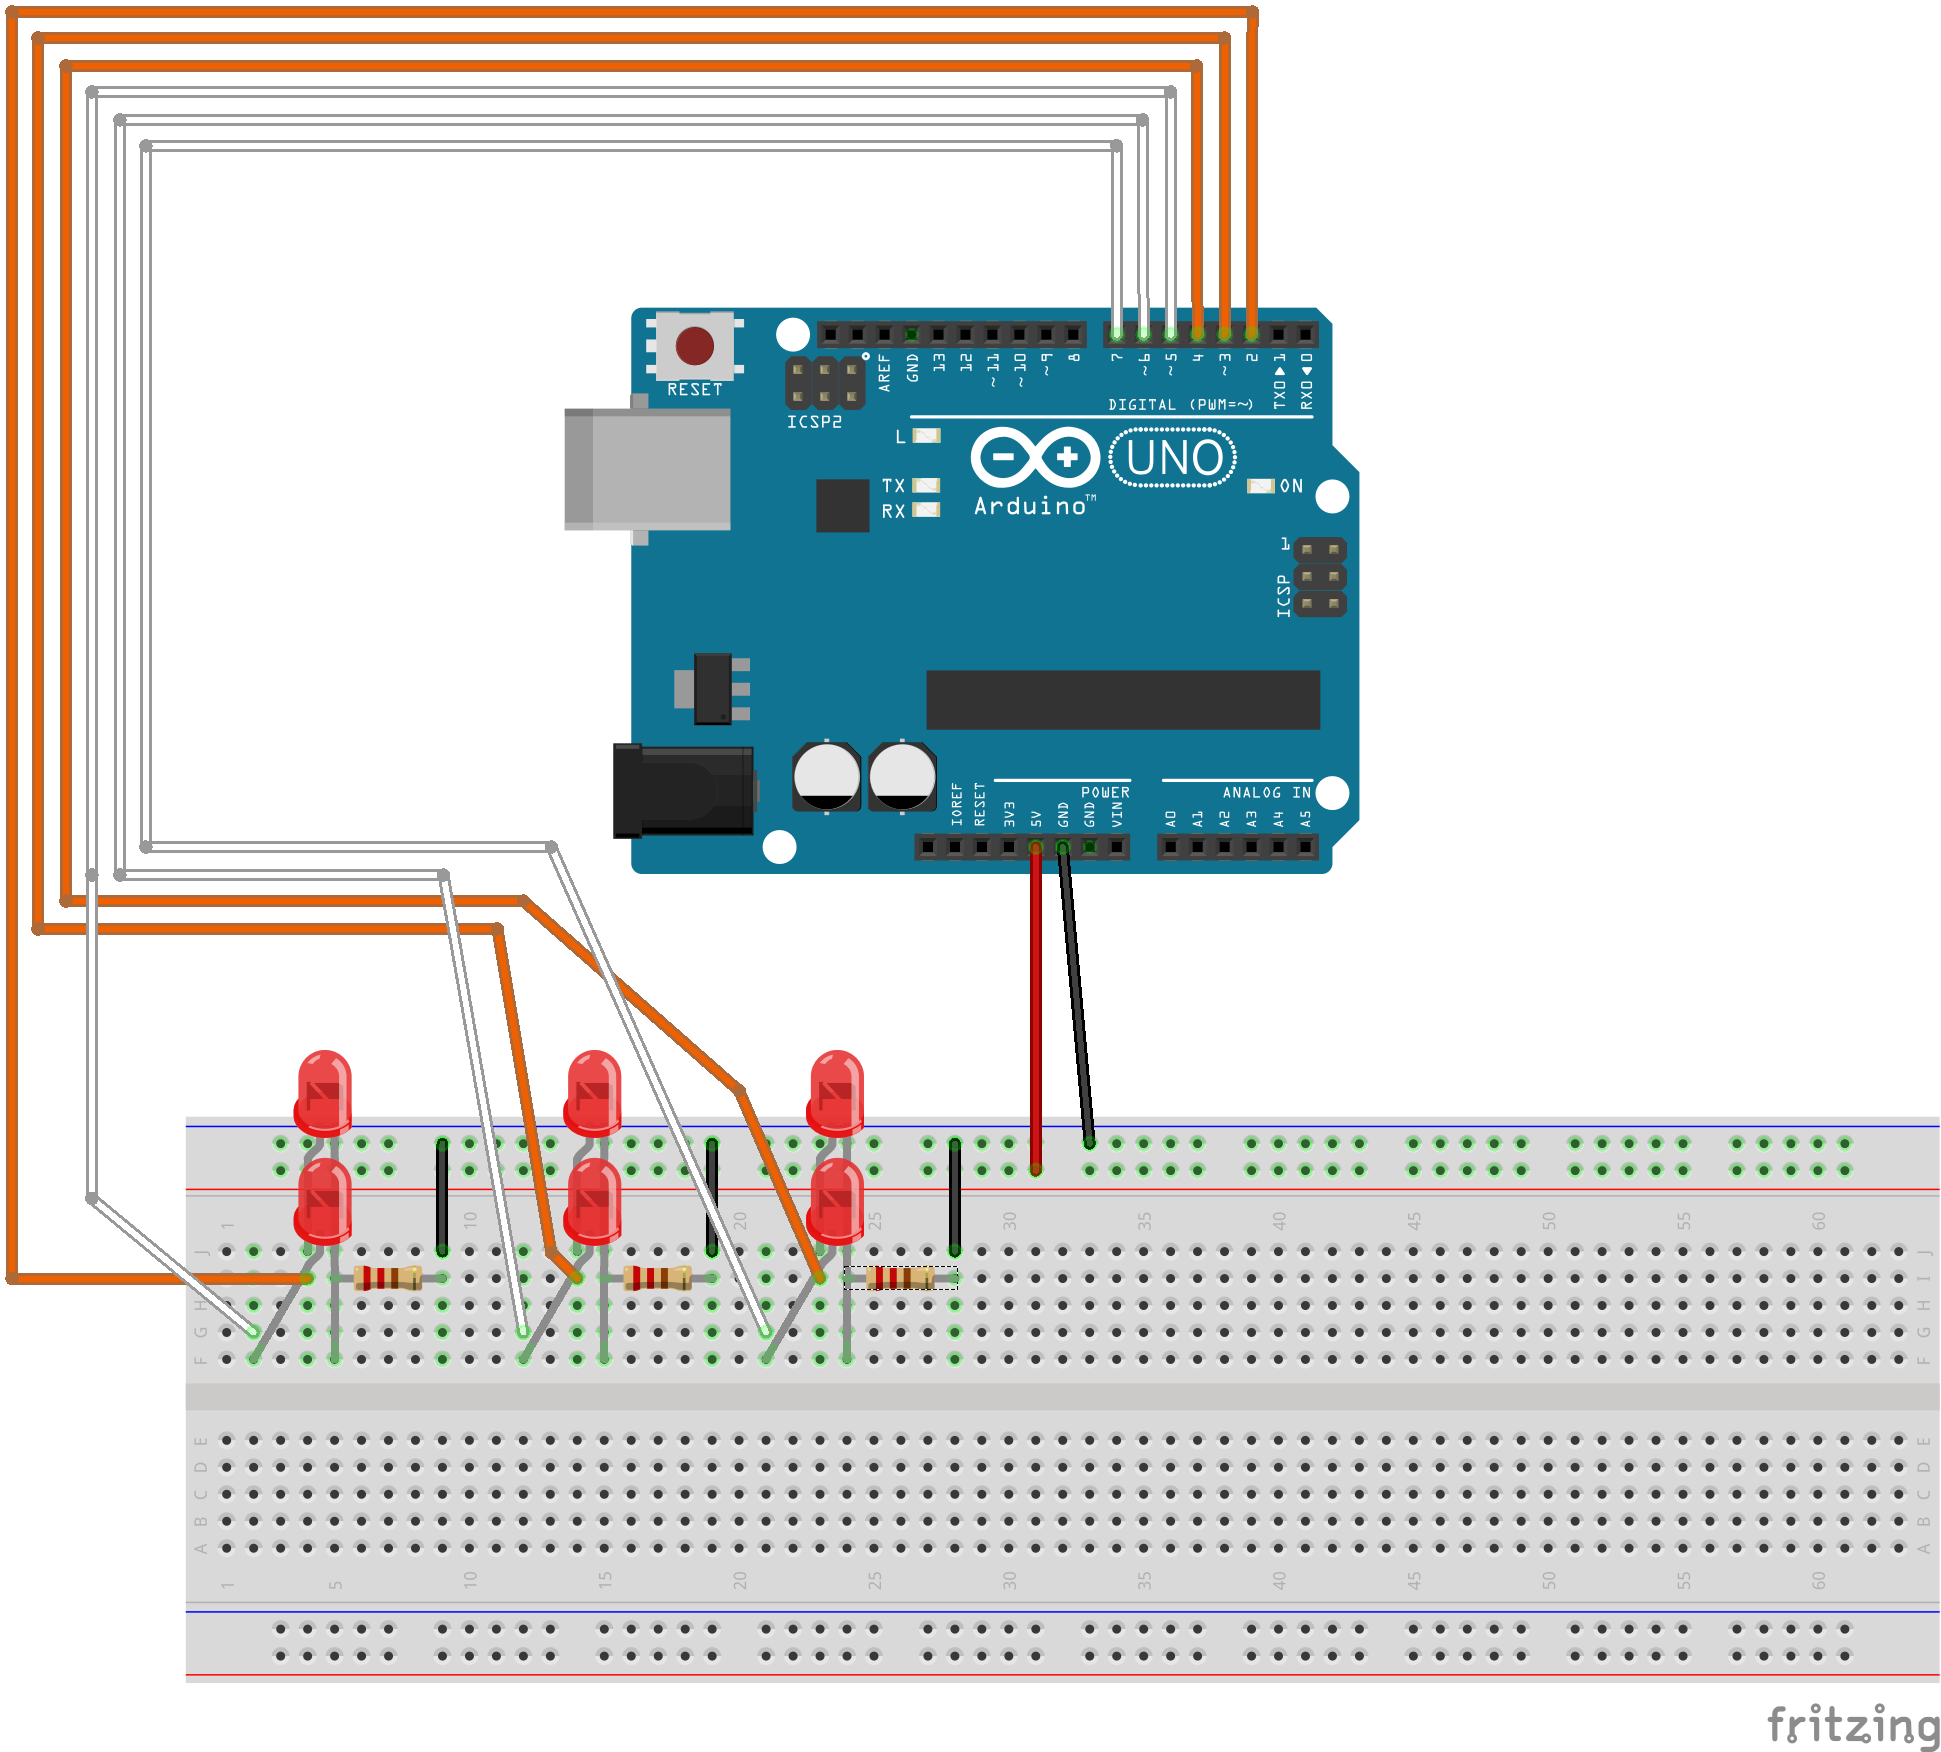 RESET
ICSP2
AREF
GND
13
12
~11
~10
~9
8
7
~6
~5
4
~3
2
TX0▶1
RX0◀0
DIGITAL (PWM=~)
L
TX
RX
Arduino™
UNO
ON
1
ICSP
IOREF
RESET
3V3
5V
GND
GND
VIN
POWER
ANALOG IN
A0
A1
A2
A3
A4
A5
1 10 20 25 30 35 40 45 50 55 60
J J
I
H H
G G
F F
E E
D D
C C
B B
A A
1 5 10 15 20 25 30 35 40 45 50 55 60
fritzing